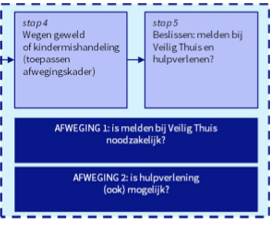 stap 4
Wegen geweld
of kindermishandeling
(toepassen
afwegingskader)
stap 5
Beslissen: melden bij
Veilig Thuis en
hulpverlenen?
AFWEGING 1: is melden bij Veilig Thuis
noodzakelijk?
AFWEGING 2: is hulpverlening
(ook) mogelijk?